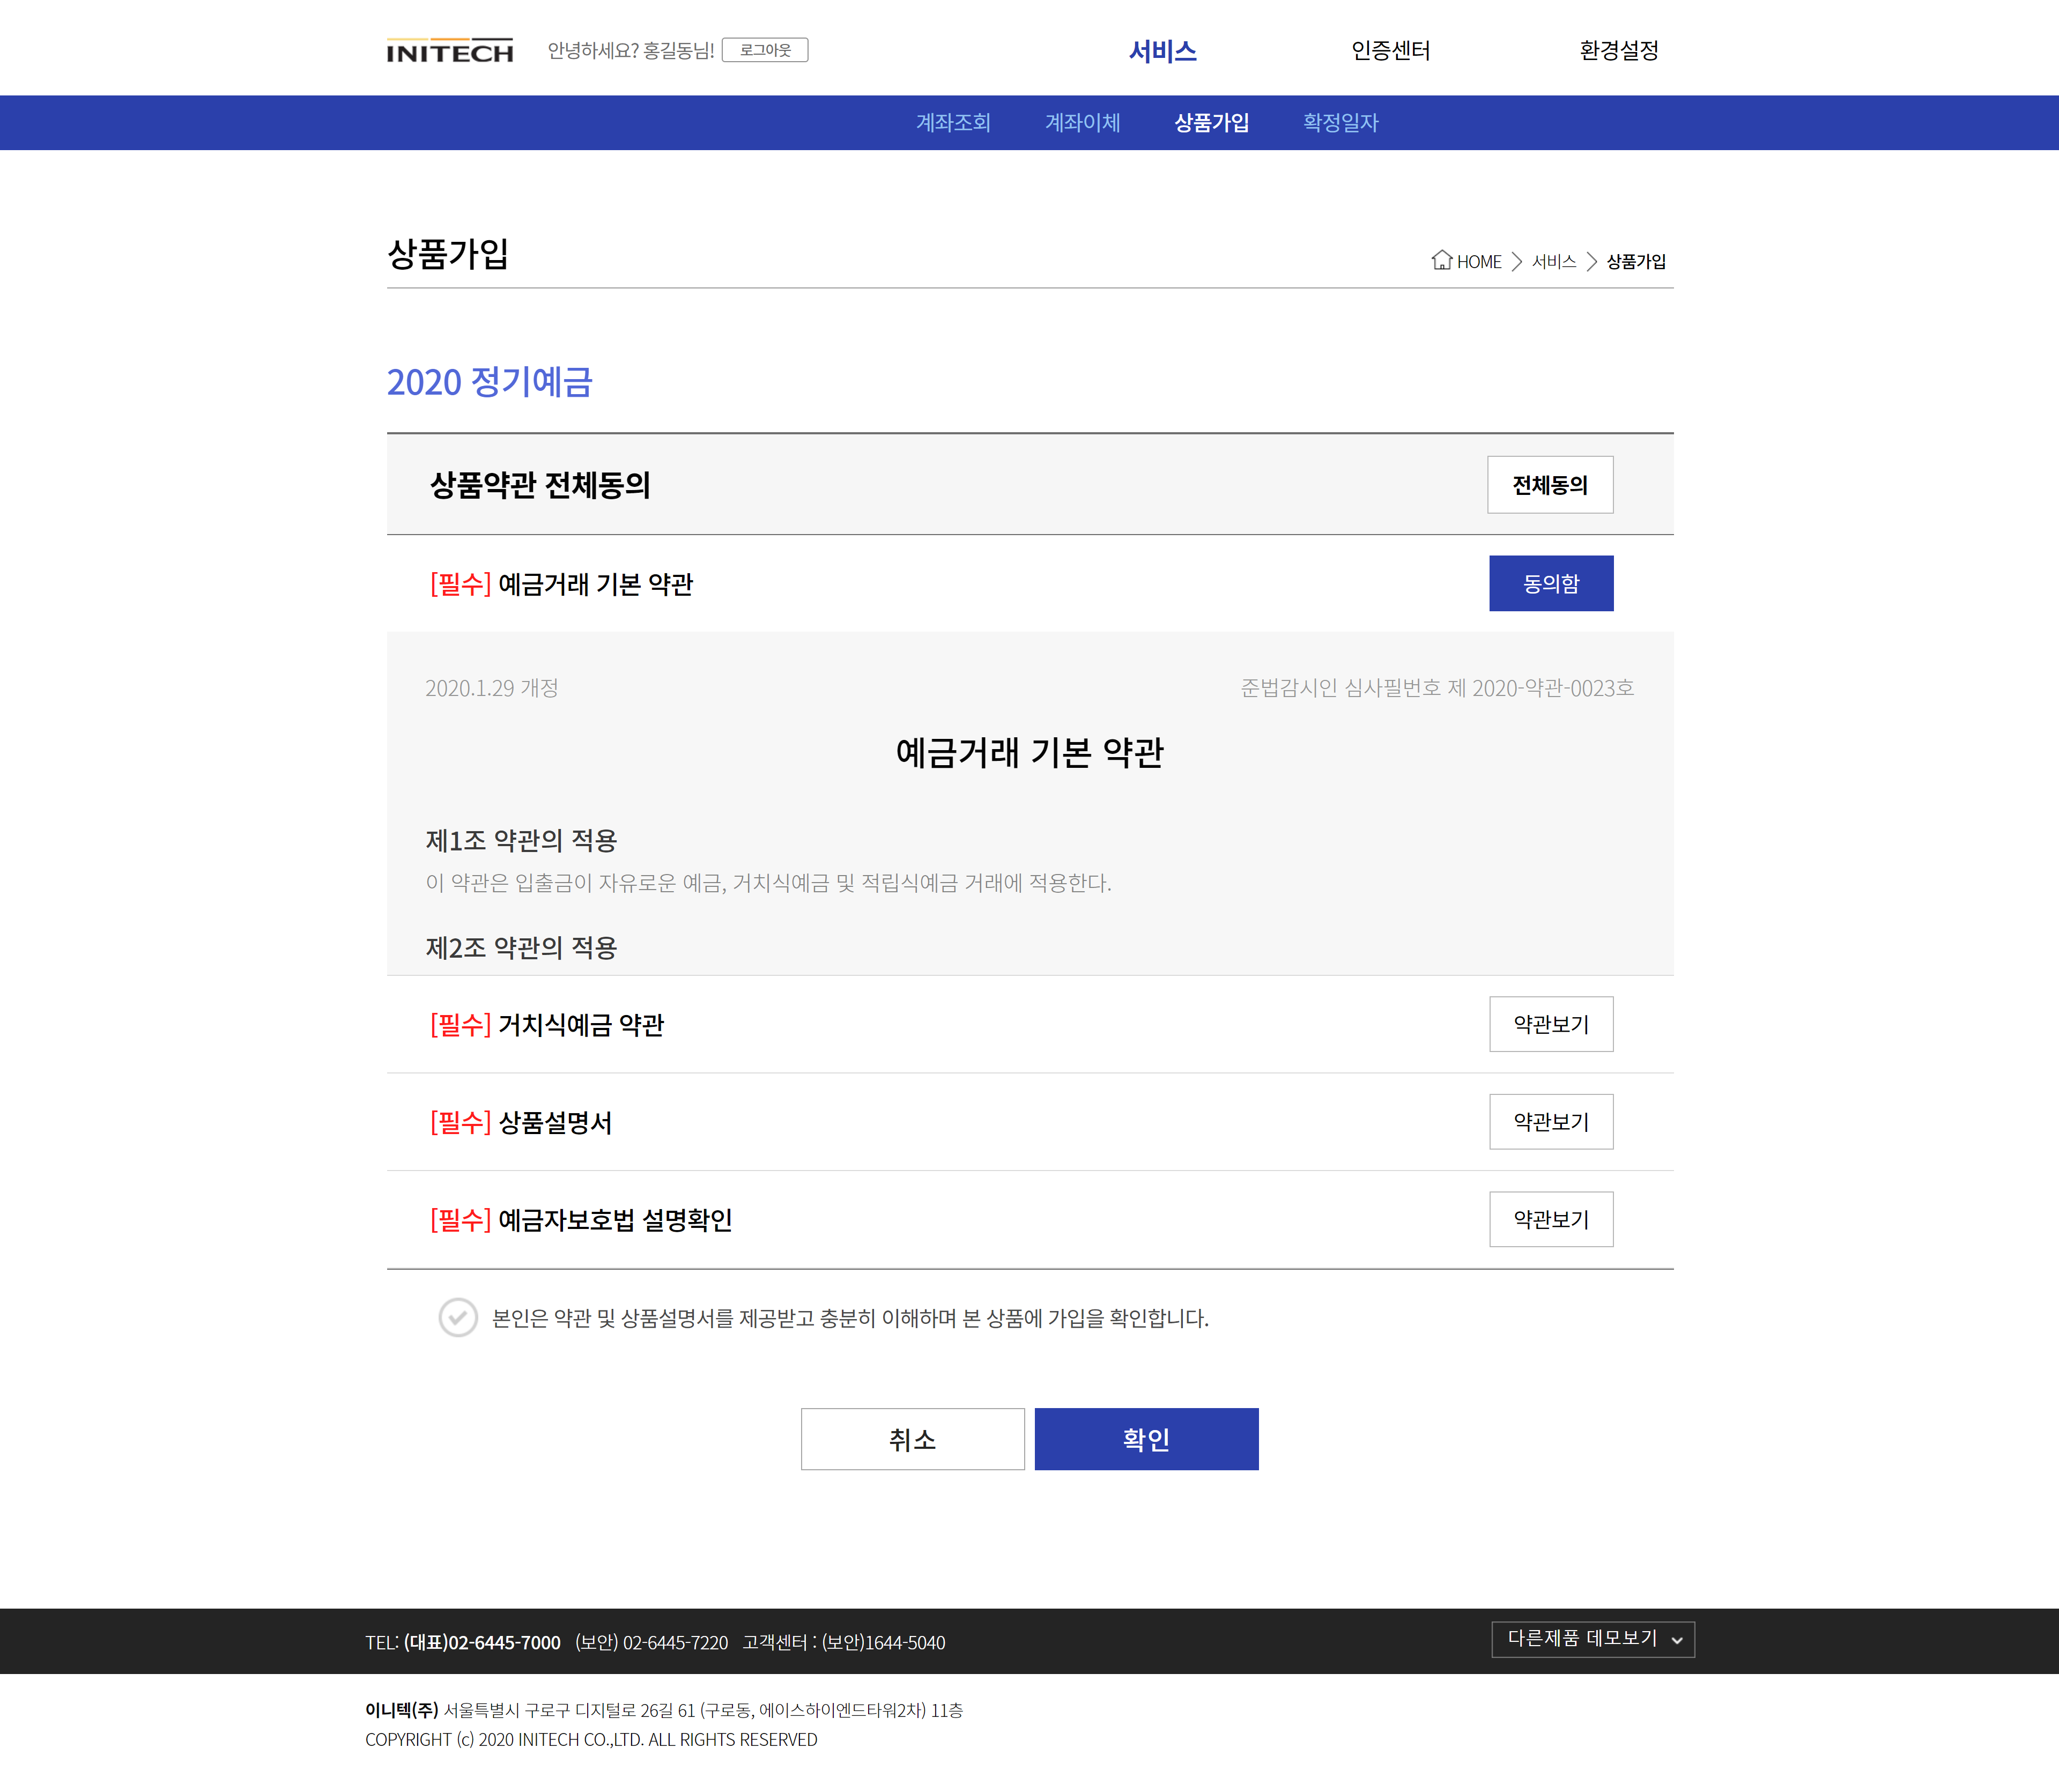 INITECH 안녕하세요? 홍길동님! 로그아웃 서비스 인증센터 환경설정
계좌조회 계좌이체 상품가입 확정일자
상품가입 HOME 서비스 상품가입
2020 정기예금
상품약관 전체동의 전체동의
[필수] 예금거래 기본 약관 동의함
2020.1.29 개정 준법감시인 심사필번호 제 2020-약관-0023호
예금거래 기본 약관
제1조 약관의 적용
이 약관은 입출금이 자유로운 예금, 거치식예금 및 적립식예금 거래에 적용한다.
제2조 약관의 적용
[필수] 거치식예금 약관 약관보기
[필수] 상품설명서 약관보기
[필수] 예금자보호법 설명확인 약관보기
본인은 약관 및 상품설명서를 제공받고 충분히 이해하며 본 상품에 가입을 확인합니다.
취소 확인
TEL: (대표)02-6445-7000 (보안) 02-6445-7220 고객센터 : (보안)1644-5040 다른제품 데모보기
이니텍(주) 서울특별시 구로구 디지털로 26길 61 (구로동, 에이스하이엔드타워2차) 11층
COPYRIGHT (c) 2020 INITECH CO.,LTD. ALL RIGHTS RESERVED